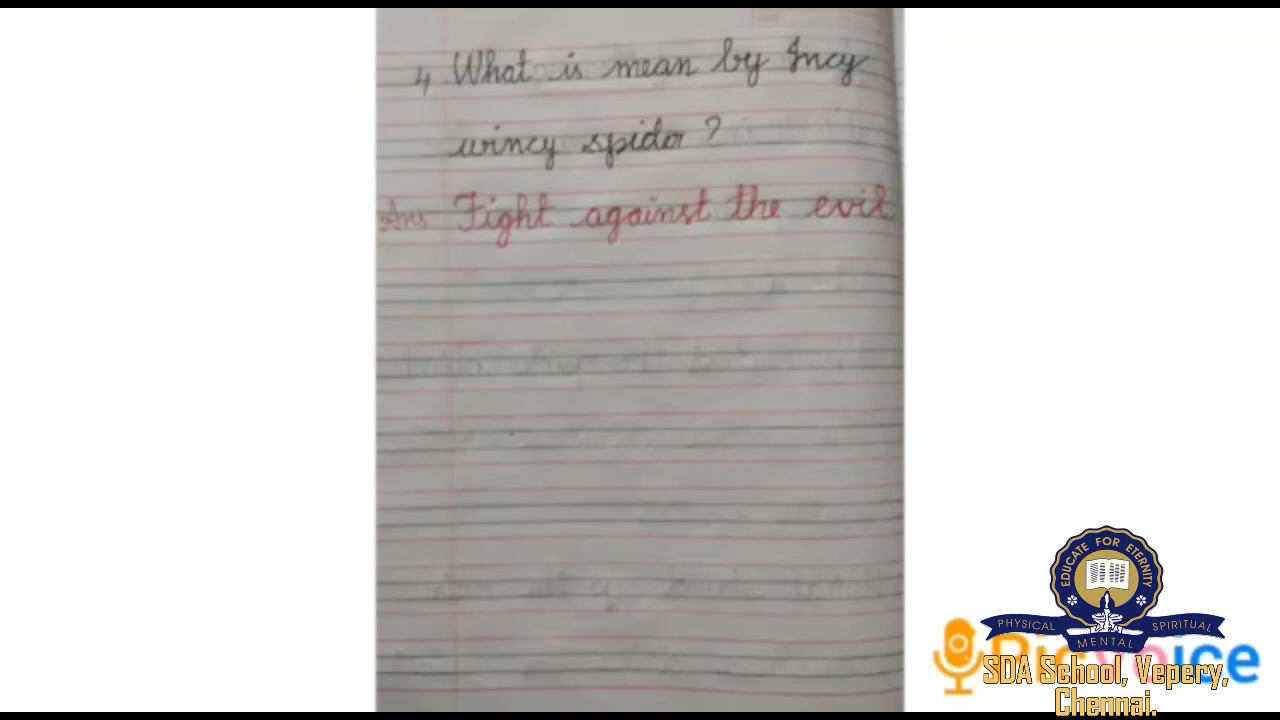 4 What is mean by Incy
wincy spider?
Ans Fight against the evil
EDUCATE FOR ETERNITY
PHYSICAL MENTAL SPIRITUAL
SDA School, Vepery,
Chennai.